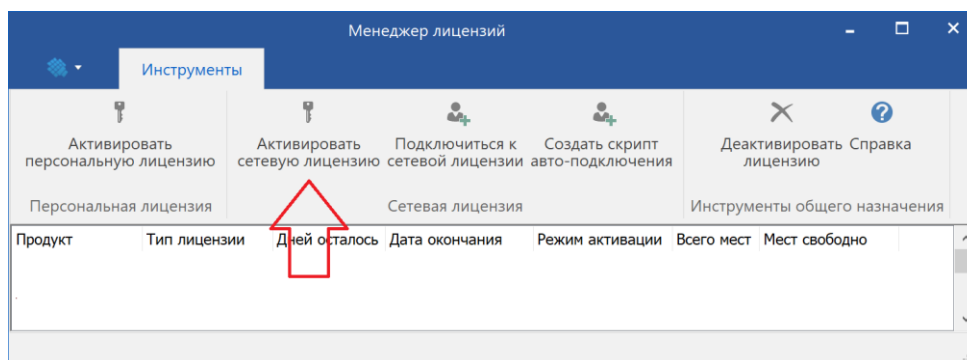 Менеджер лицензий
Инструменты
Активировать
персональную лицензию
Активировать
сетевую лицензию
Подключиться к
сетевой лицензии
Создать скрипт
авто-подключения
Деактивировать
лицензию
Справка
Персональная лицензия
Сетевая лицензия
Инструменты общего назначения
Продукт Тип лицензии Дней осталось Дата окончания Режим активации Всего мест Мест свободно